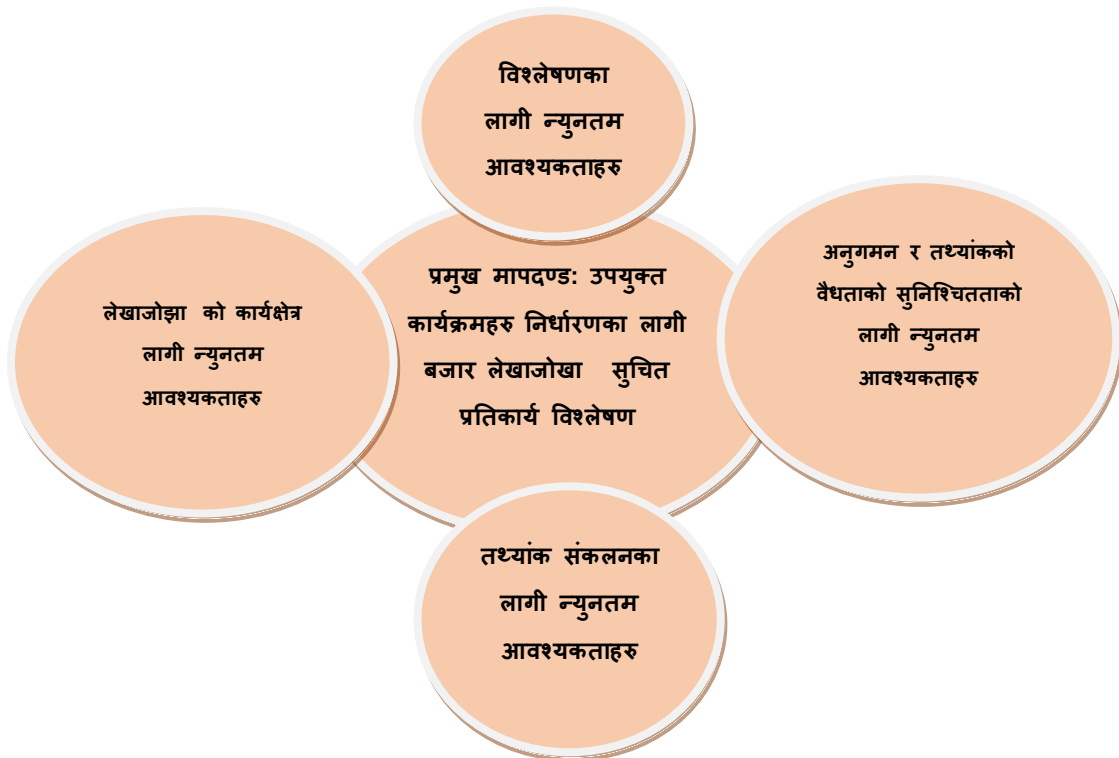 विश्लेषणका
लागी न्युनतम
आवश्यकताहरु
प्रमुख मापदण्ड: उपयुक्त
कार्यक्रमहरु निर्धारणका लागी
बजार लेखाजोखा सुचित
प्रतिकार्य विश्लेषण
लेखाजोझा को कार्यक्षेत्र
लागी न्युनतम
आवश्यकताहरु
अनुगमन र तथ्यांकको
वैधताको सुनिश्चितताको
लागी न्युनतम
आवश्यकताहरु
तथ्यांक संकलनका
लागी न्युनतम
आवश्यकताहरु